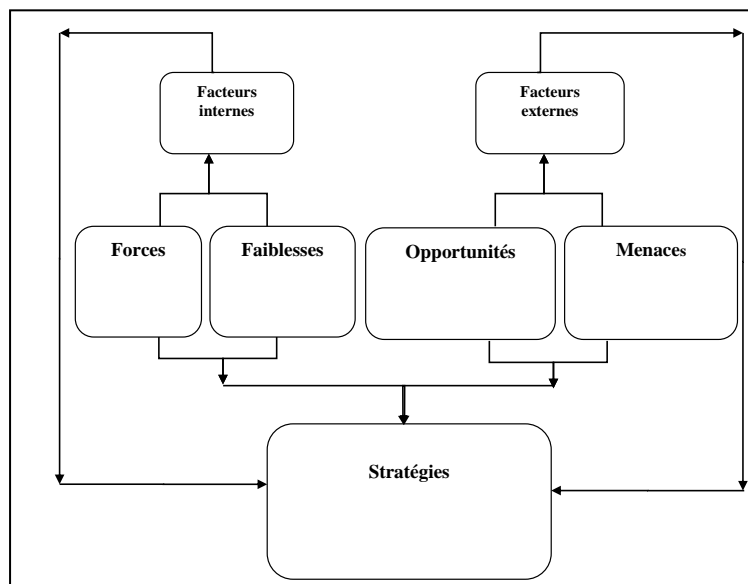 Facteurs
internes
Facteurs
externes
Forces
Faiblesses
Opportunités
Menaces
Stratégies